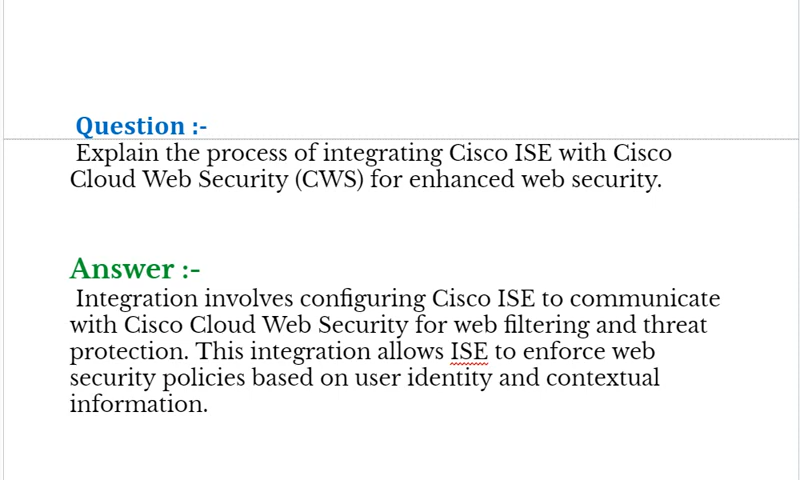 Question :-
Explain the process of integrating Cisco ISE with Cisco
Cloud Web Security (CWS) for enhanced web security.
Answer :-
Integration involves configuring Cisco ISE to communicate
with Cisco Cloud Web Security for web filtering and threat
protection. This integration allows ISE to enforce web
security policies based on user identity and contextual
information.